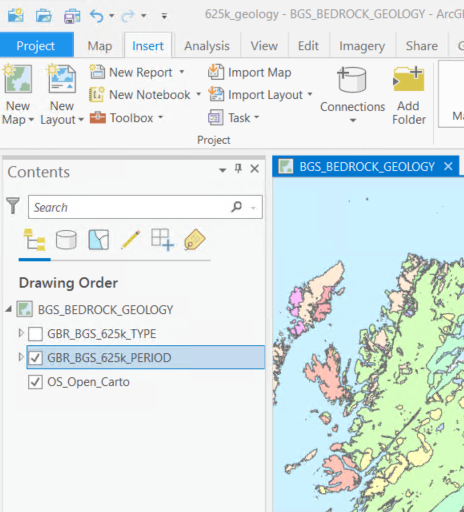 625k_geology - BGS_BEDROCK_GEOLOGY - ArcG
Project Map Insert Analysis View Edit Imagery Share
New Map New Layout New Report New Notebook Toolbox Import Map Import Layout Task Connections Add Folder
Project
Contents
BGS_BEDROCK_GEOLOGY
Search
Drawing Order
BGS_BEDROCK_GEOLOGY
GBR_BGS_625k_TYPE
GBR_BGS_625k_PERIOD
OS_Open_Carto